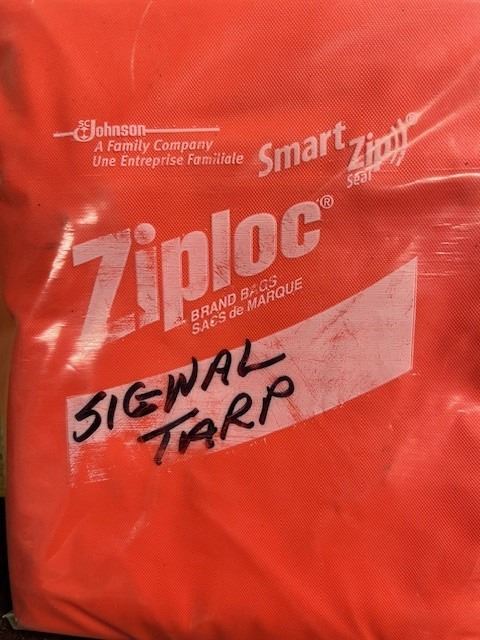 SC Johnson
A Family Company
Une Entreprise Familiale
Smart Zip®
Seal
Ziploc®
BRAND BAGS
SACS de MARQUE
SIGNAL
TARP